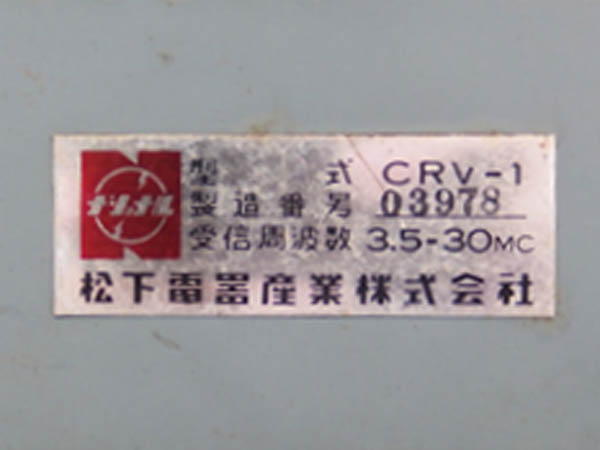 ナショナル
型 式 CRV-1
製造番号 03978
受信周波数 3.5-30MC
松下電器産業株式会社